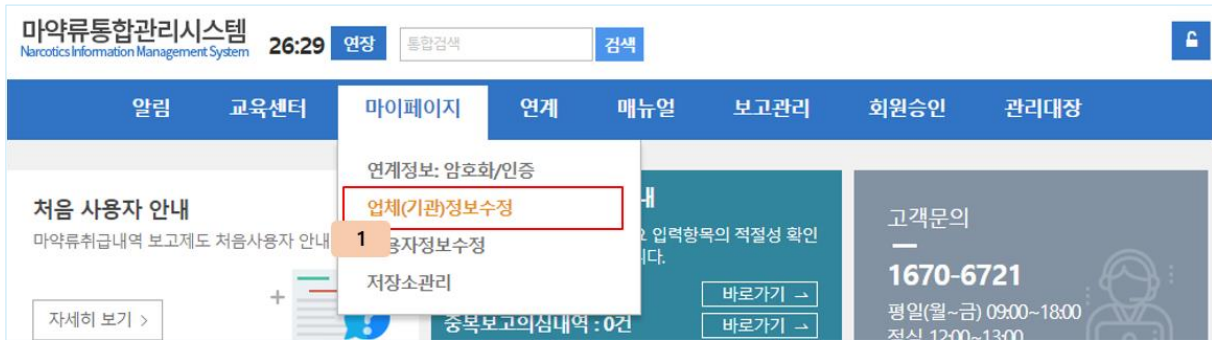 마약류통합관리시스템
Narcotics Information Management System
26:29 연장 통합검색 검색
알림 교육센터 마이페이지 연계 매뉴얼 보고관리 회원승인 관리대장
연계정보: 암호화/인증
업체(기관)정보수정
1
용자정보수정
저장소관리
처음 사용자 안내
마약류취급내역 보고제도 처음사용자 안내
자세히 보기 >
내
입력항목의 적절성 확인
니다.
바로가기 →
중복보고의심내역 : 0건 바로가기 →
고객문의
1670-6721
평일(월~금) 09:00~18:00
점심 12:00~13:00